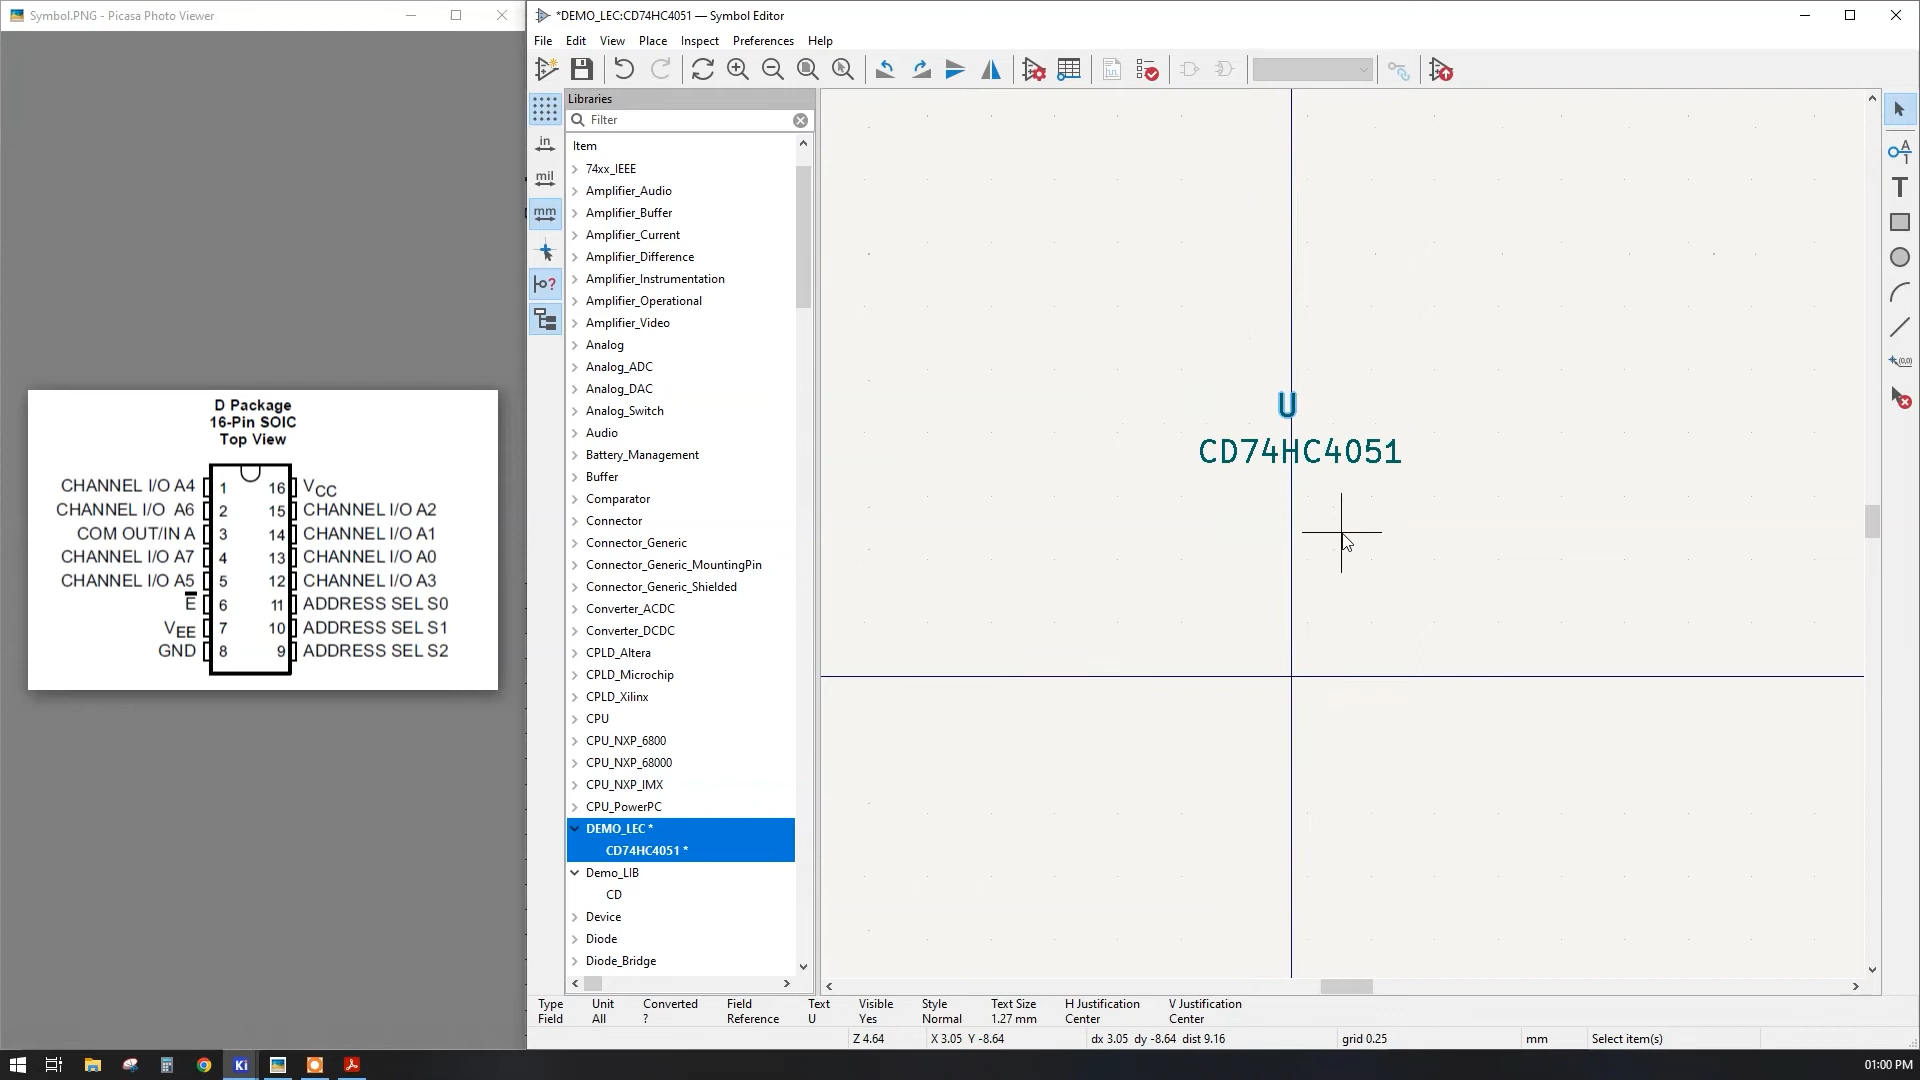 Symbol.PNG - Picasa Photo Viewer
*DEMO_LEC:CD74HC4051 — Symbol Editor
File Edit View Place Inspect Preferences Help
Libraries
Filter
in
mil
mm
Item
74xx_IEEE
Amplifier_Audio
Amplifier_Buffer
Amplifier_Current
Amplifier_Difference
Amplifier_Instrumentation
Amplifier_Operational
Amplifier_Video
Analog
Analog_ADC
Analog_DAC
Analog_Switch
Audio
Battery_Management
Buffer
Comparator
Connector
Connector_Generic
Connector_Generic_MountingPin
Connector_Generic_Shielded
Converter_ACDC
Converter_DCDC
CPLD_Altera
CPLD_Microchip
CPLD_Xilinx
CPU
CPU_NXP_6800
CPU_NXP_68000
CPU_NXP_IMX
CPU_PowerPC
DEMO_LEC *
CD74HC4051 *
Demo_LIB
CD
Device
Diode
Diode_Bridge
D Package
16-Pin SOIC
Top View
CHANNEL I/O A4 1 16 VCC
CHANNEL I/O A6 2 15 CHANNEL I/O A2
COM OUT/IN A 3 14 CHANNEL I/O A1
CHANNEL I/O A7 4 13 CHANNEL I/O A0
CHANNEL I/O A5 5 12 CHANNEL I/O A3
E̅ 6 11 ADDRESS SEL S0
VEE 7 10 ADDRESS SEL S1
GND 8 9 ADDRESS SEL S2
U
CD74HC4051
A
1
T
(0,0)
Type Unit Converted Field Text Visible Style Text Size H Justification V Justification
Field All ? Reference U Yes Normal 1.27 mm Center Center
Z 4.64 X 3.05 Y -8.64 dx 3.05 dy -8.64 dist 9.16 grid 0.25 mm Select item(s)
Ki
01:00 PM